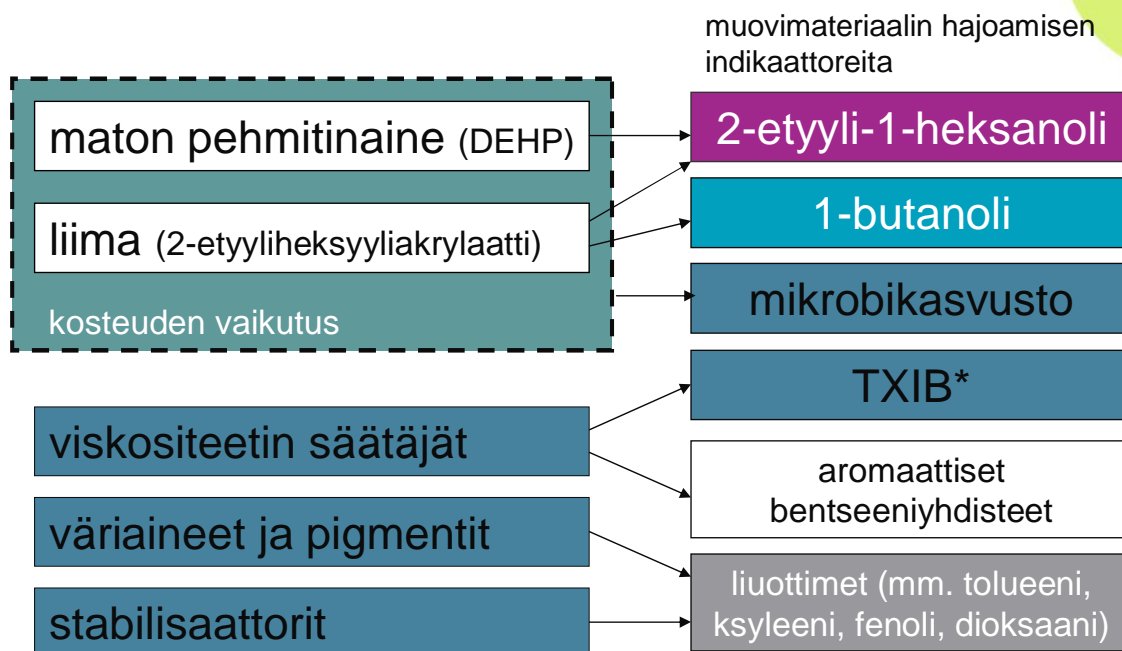 muovimateriaalin hajoamisen
indikaattoreita
maton pehmitinaine (DEHP)
liima (2-etyyliheksyyliakrylaatti)
kosteuden vaikutus
2-etyyli-1-heksanoli
1-butanoli
mikrobikasvusto
TXIB*
viskositeetin säätäjät
väriaineet ja pigmentit
stabilisaattorit
aromaattiset
bentseeniyhdisteet
liuottimet (mm. tolueeni,
ksyleeni, fenoli, dioksaani)